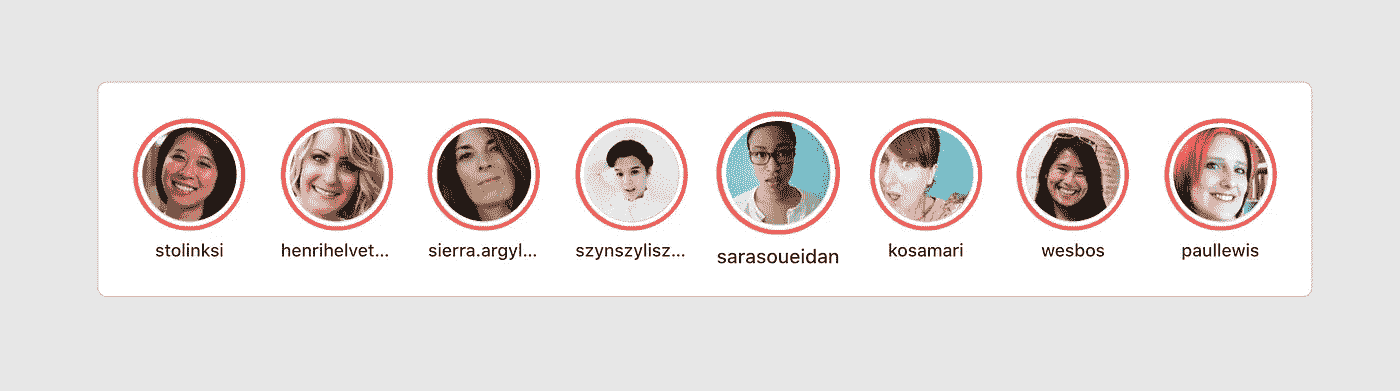 stolinksi
henrihelvet...
sierra.argyl...
szynszylisz...
sarasoueidan
kosamari
wesbos
paullewis